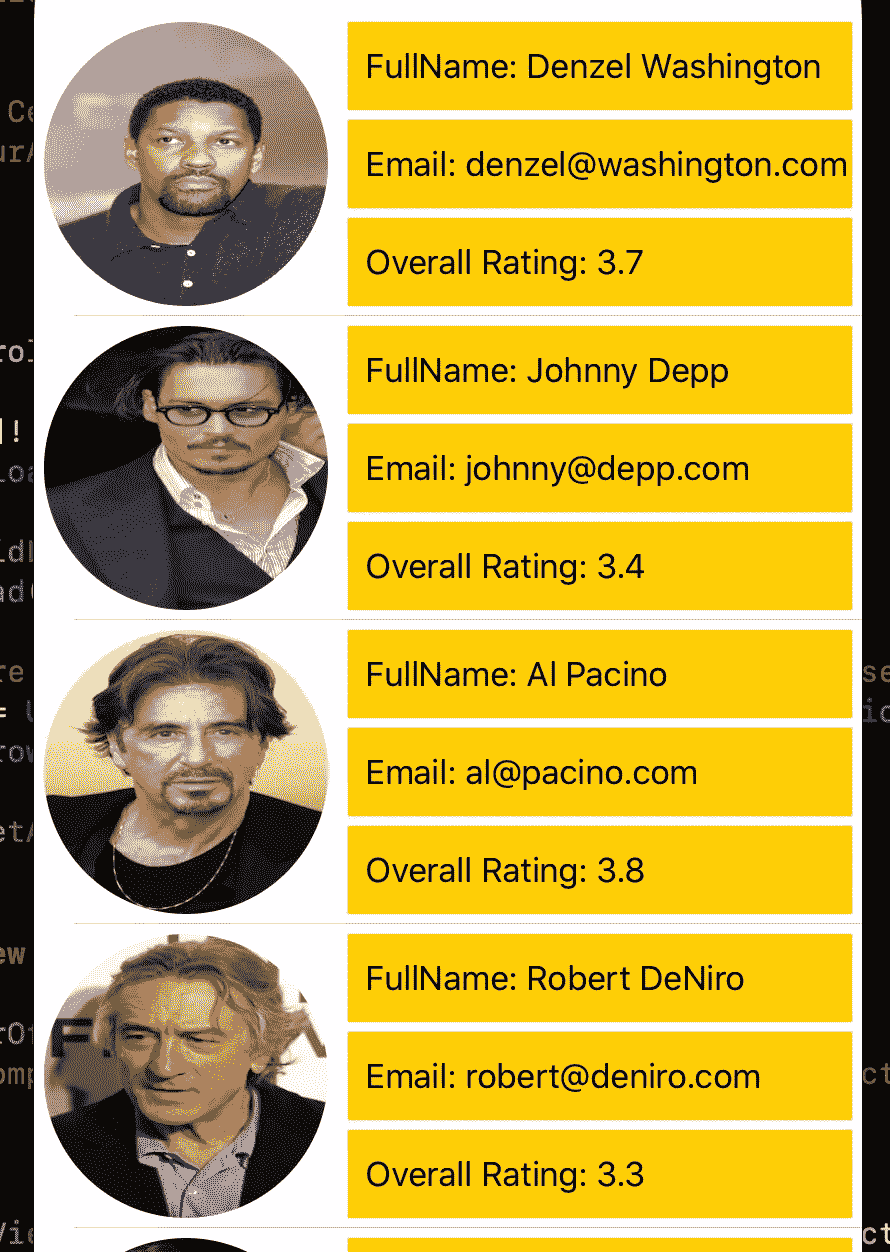 FullName: Denzel Washington
Email: denzel@washington.com
Overall Rating: 3.7
FullName: Johnny Depp
Email: johnny@depp.com
Overall Rating: 3.4
FullName: Al Pacino
Email: al@pacino.com
Overall Rating: 3.8
FullName: Robert DeNiro
Email: robert@deniro.com
Overall Rating: 3.3